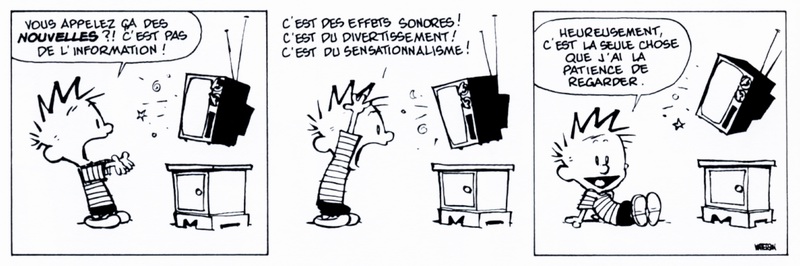 VOUS APPELEZ ÇA DES
NOUVELLES ?! C'EST PAS
DE L'INFORMATION !
C'EST DES EFFETS SONORES !
C'EST DU DIVERTISSEMENT !
C'EST DU SENSATIONNALISME !
HEUREUSEMENT,
C'EST LA SEULE CHOSE
QUE J'AI LA
PATIENCE DE
REGARDER.
WATTERSON